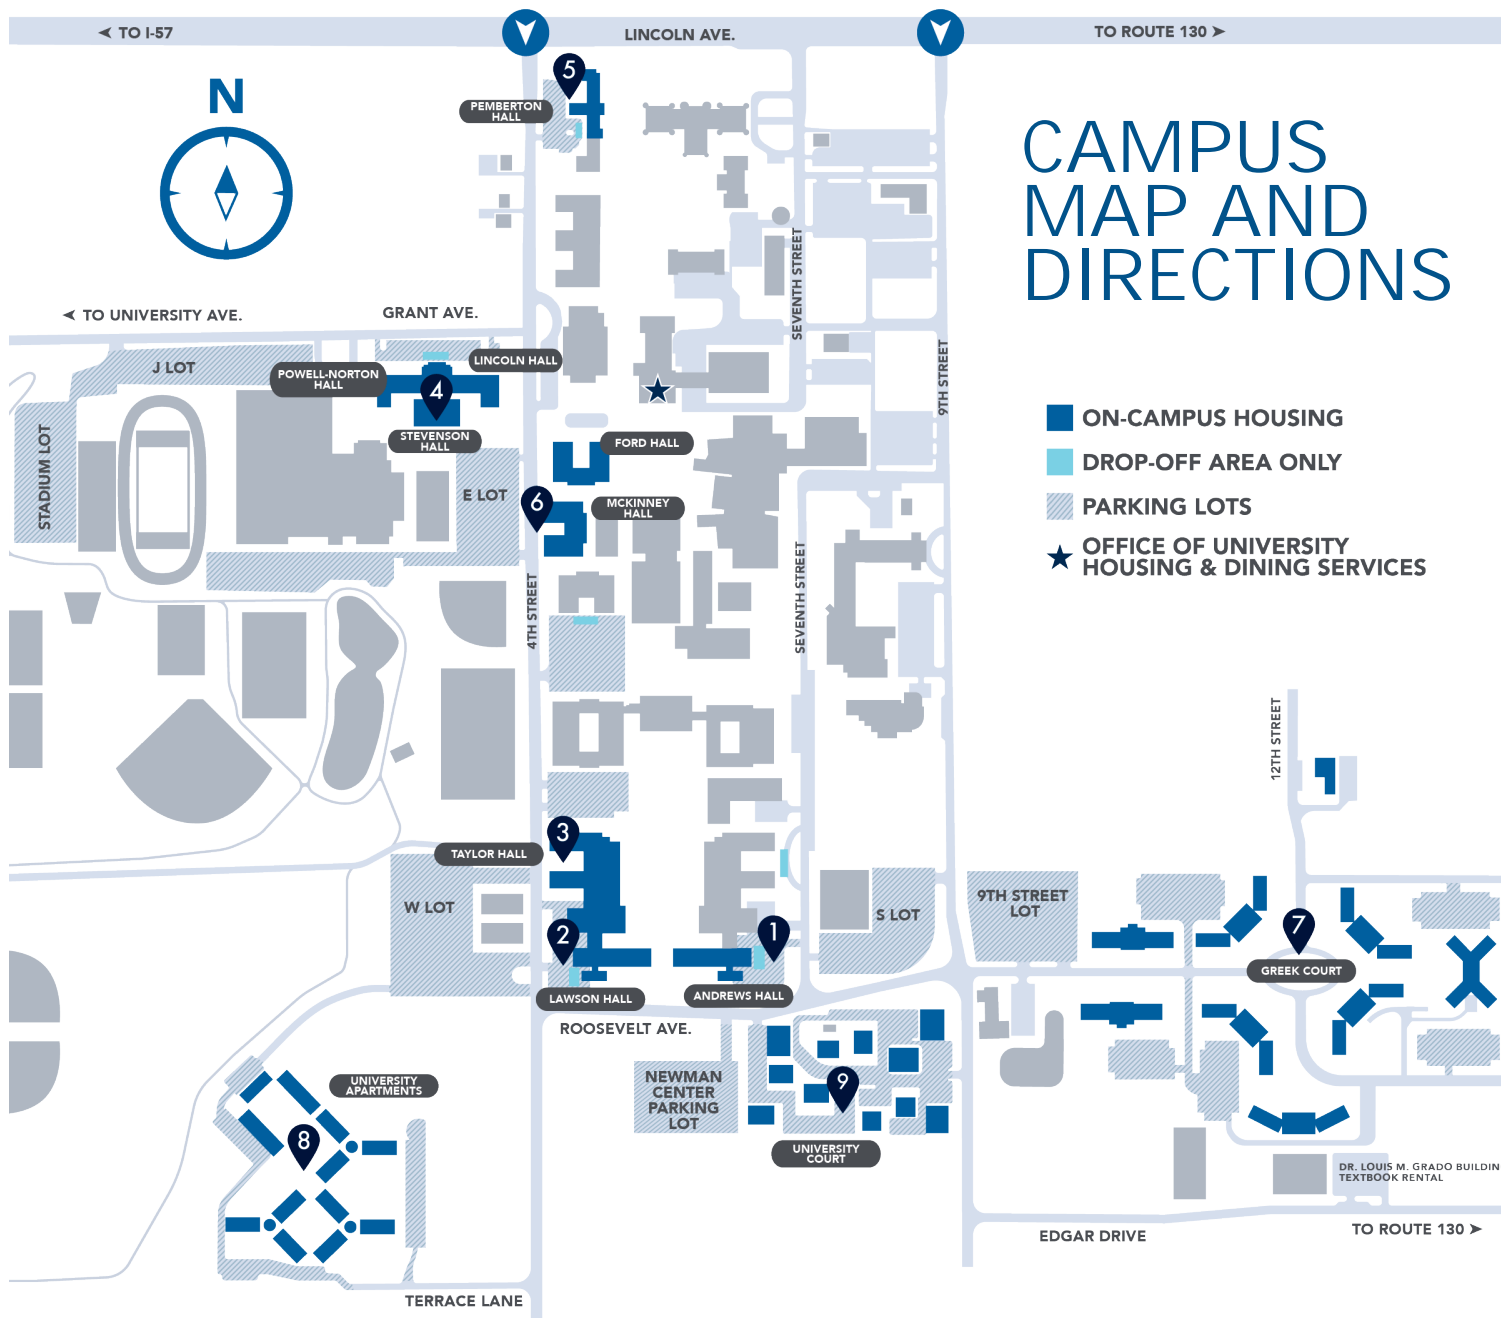 TO I-57
LINCOLN AVE.
TO ROUTE 130
N
5
PEMBERTON
HALL
CAMPUS
MAP AND
DIRECTIONS
SEVENTH STREET
TO UNIVERSITY AVE.
GRANT AVE.
J LOT
POWELL-NORTON
HALL
LINCOLN HALL
4
STEVENSON
HALL
9TH STREET
STADIUM LOT
E LOT
FORD HALL
6
MCKINNEY
HALL
ON-CAMPUS HOUSING
DROP-OFF AREA ONLY
PARKING LOTS
OFFICE OF UNIVERSITY
HOUSING & DINING SERVICES
4TH STREET
SEVENTH STREET
12TH STREET
3
TAYLOR HALL
W LOT
2
LAWSON HALL
1
ANDREWS HALL
S LOT
9TH STREET
LOT
7
GREEK COURT
ROOSEVELT AVE.
UNIVERSITY
APARTMENTS
8
NEWMAN
CENTER
PARKING
LOT
9
UNIVERSITY
COURT
DR. LOUIS M. GRADO BUILDIN
TEXTBOOK RENTAL
EDGAR DRIVE
TO ROUTE 130
TERRACE LANE